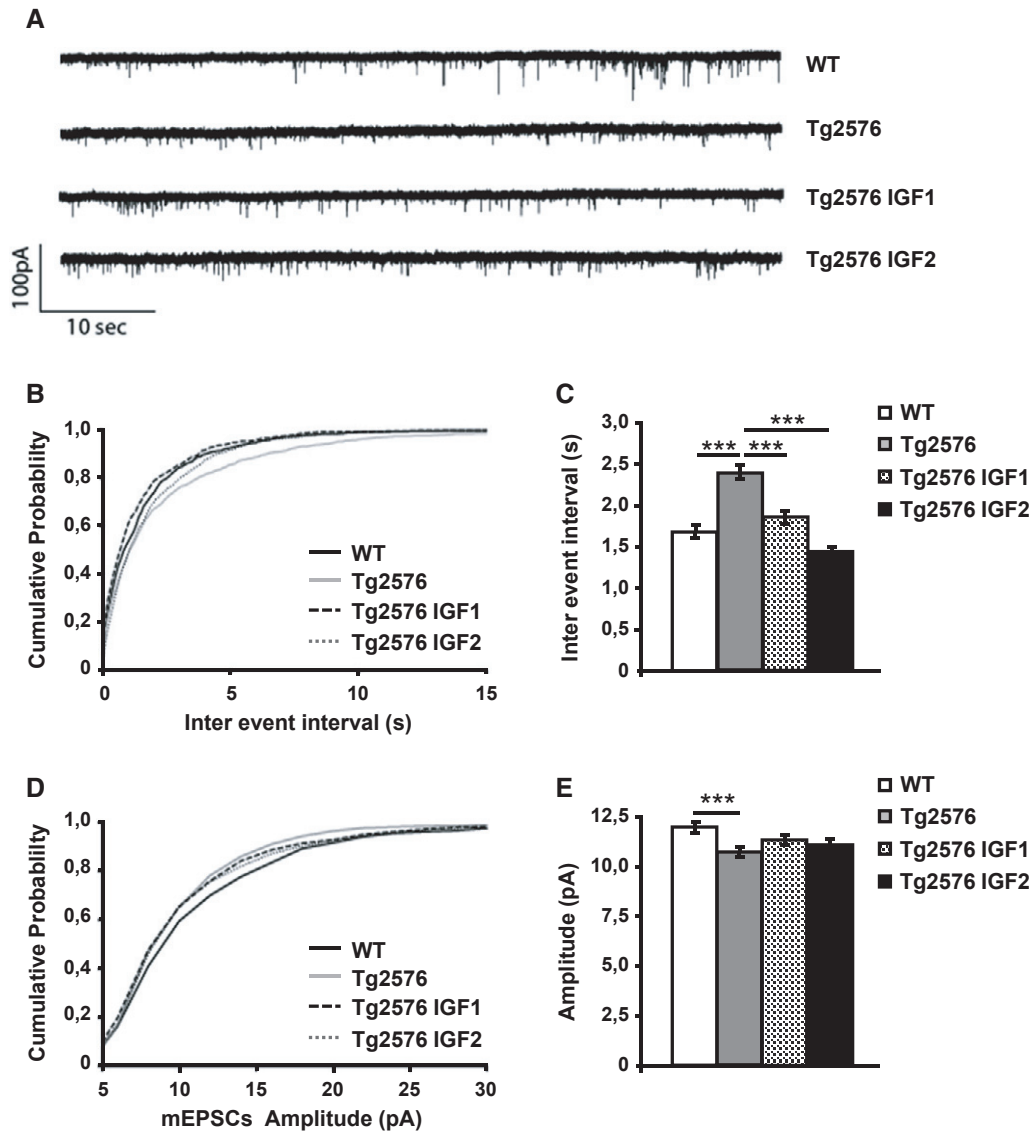 A
WT
Tg2576
Tg2576 IGF1
Tg2576 IGF2
100pA
10 sec
B
1,0
0,8
0,6
0,4
0,2
0
Cumulative Probablilty
WT
Tg2576
Tg2576 IGF1
Tg2576 IGF2
0 5 10 15
Inter event interval (s)
C
WT
Tg2576
Tg2576 IGF1
Tg2576 IGF2
3,0
2,5
2,0
1,5
1,0
0,5
0
Inter event interval (s)
***
*** ***
D
1,0
0,8
0,6
0,4
0,2
0
Cumulative Probablilty
WT
Tg2576
Tg2576 IGF1
Tg2576 IGF2
5 10 15 20 25 30
mEPSCs Amplitude (pA)
E
WT
Tg2576
Tg2576 IGF1
Tg2576 IGF2
12,5
10,0
7,5
5,0
2,5
0
Amplitude (pA)
***